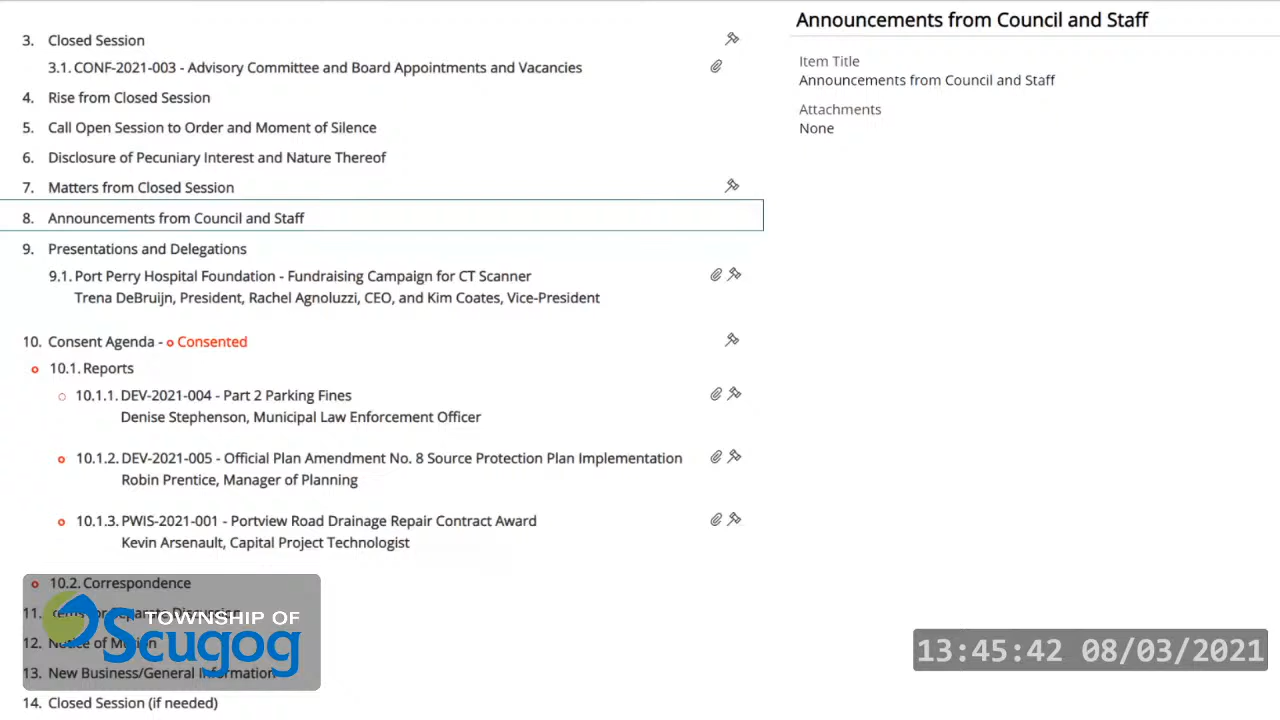 3. Closed Session
3.1. CONF-2021-003 - Advisory Committee and Board Appointments and Vacancies
4. Rise from Closed Session
5. Call Open Session to Order and Moment of Silence
6. Disclosure of Pecuniary Interest and Nature Thereof
7. Matters from Closed Session
8. Announcements from Council and Staff
9. Presentations and Delegations
9.1. Port Perry Hospital Foundation - Fundraising Campaign for CT Scanner
Trena DeBruijn, President, Rachel Agnoluzzi, CEO, and Kim Coates, Vice-President
10. Consent Agenda - Consented
10.1. Reports
10.1.1. DEV-2021-004 - Part 2 Parking Fines
Denise Stephenson, Municipal Law Enforcement Officer
10.1.2. DEV-2021-005 - Official Plan Amendment No. 8 Source Protection Plan Implementation
Robin Prentice, Manager of Planning
10.1.3. PWIS-2021-001 - Portview Road Drainage Repair Contract Award
Kevin Arsenault, Capital Project Technologist
10.2. Correspondence
11. Items for Separate Discussion
12. Notice of Motion
13. New Business/General Information
14. Closed Session (if needed)
TOWNSHIP OF
Scugog
Announcements from Council and Staff
Item Title
Announcements from Council and Staff
Attachments
None
13:45:42 08/03/2021